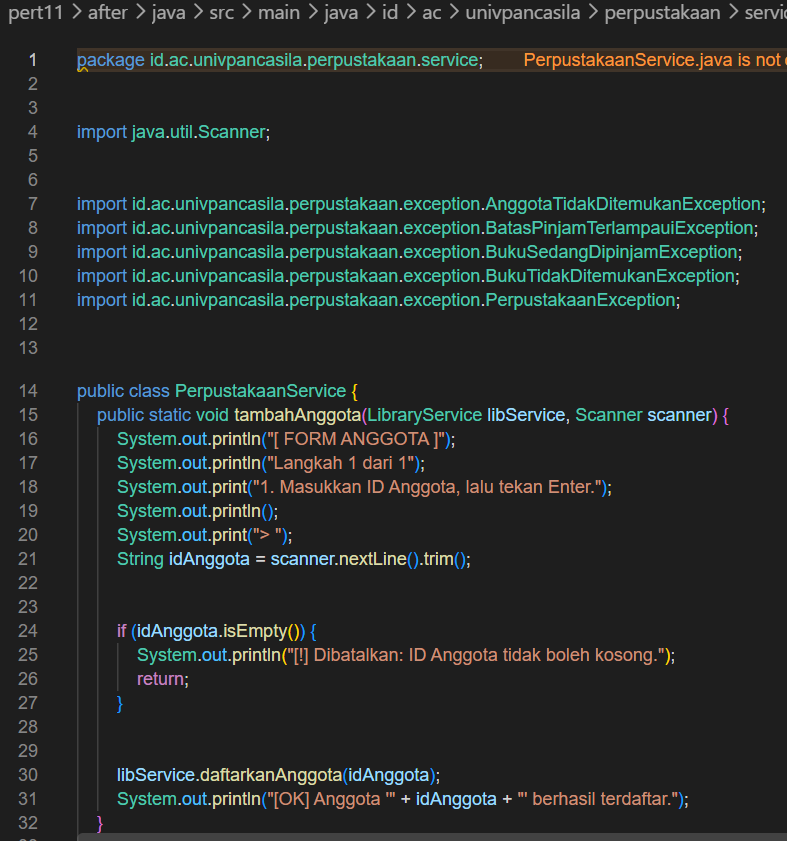 pert11 > after > java > src > main > java > id > ac > univpancasila > perpustakaan > servi
1 package id.ac.univpancasila.perpustakaan.service; PerpustakaanService.java is not
2
3
4 import java.util.Scanner;
5
6
7 import id.ac.univpancasila.perpustakaan.exception.AnggotaTidakDitemukanException;
8 import id.ac.univpancasila.perpustakaan.exception.BatasPinjamTerlampauiException;
9 import id.ac.univpancasila.perpustakaan.exception.BukuSedangDipinjamException;
10 import id.ac.univpancasila.perpustakaan.exception.BukuTidakDitemukanException;
11 import id.ac.univpancasila.perpustakaan.exception.PerpustakaanException;
12
13
14 public class PerpustakaanService {
15 public static void tambahAnggota(LibraryService libService, Scanner scanner) {
16 System.out.println("[ FORM ANGGOTA ]");
17 System.out.println("Langkah 1 dari 1");
18 System.out.print("1. Masukkan ID Anggota, lalu tekan Enter.");
19 System.out.println();
20 System.out.print("> ");
21 String idAnggota = scanner.nextLine().trim();
22
23
24 if (idAnggota.isEmpty()) {
25 System.out.println("[!] Dibatalkan: ID Anggota tidak boleh kosong.");
26 return;
27 }
28
29
30 libService.daftarkanAnggota(idAnggota);
31 System.out.println("[OK] Anggota '" + idAnggota + "' berhasil terdaftar.");
32 }